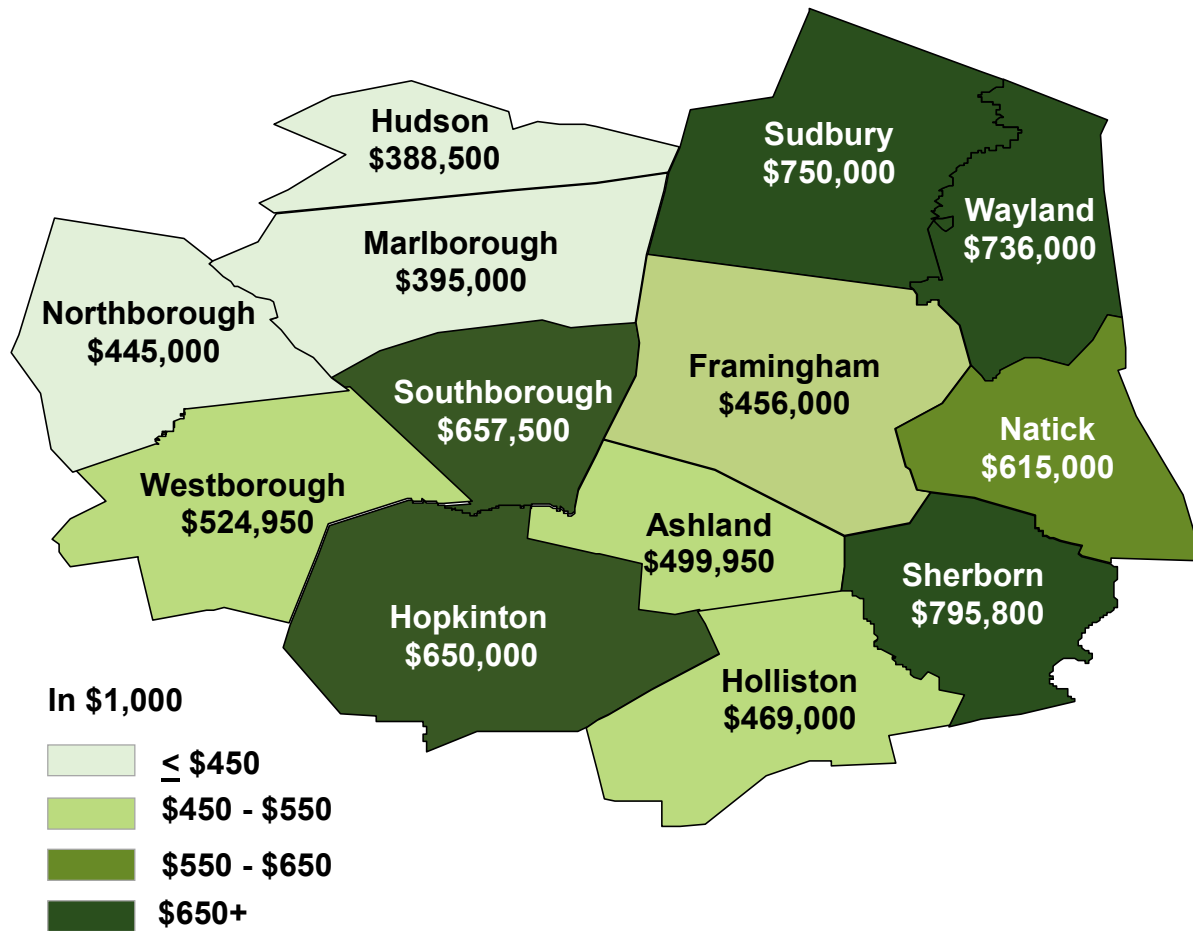 Hudson
$388,500
Sudbury
$750,000
Wayland
$736,000
Marlborough
$395,000
Northborough
$445,000
Framingham
$456,000
Southborough
$657,500
Natick
$615,000
Westborough
$524,950
Ashland
$499,950
Sherborn
$795,800
Hopkinton
$650,000
Holliston
$469,000
In $1,000
≤ $450
$450 - $550
$550 - $650
$650+